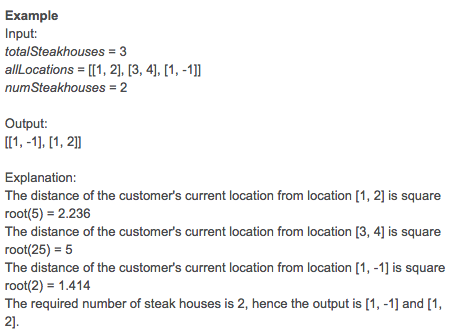 Example
Input:
totalSteakhouses = 3
allLocations = [[1, 2], [3, 4], [1, -1]]
numSteakhouses = 2
Output:
[[1, -1], [1, 2]]
Explanation:
The distance of the customer's current location from location [1, 2] is square
root(5) = 2.236
The distance of the customer's current location from location [3, 4] is square
root(25) = 5
The distance of the customer's current location from location [1, -1] is square
root(2) = 1.414
The required number of steak houses is 2, hence the output is [1, -1] and [1,
2].